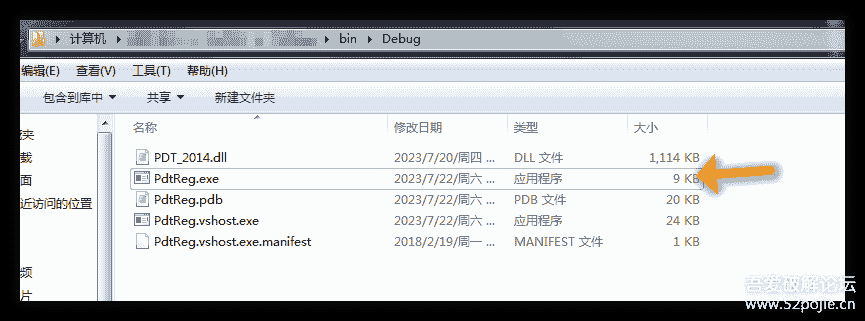 计算机 bin Debug
编辑(E) 查看(V) 工具(T) 帮助(H)
包含到库中 共享 新建文件夹
名称 修改日期 类型 大小
PDT_2014.dll 2023/7/20/周四 ... DLL 文件 1,114 KB
夹
PdtReg.exe 2023/7/22/周六 ... 应用程序 9 KB
载
PdtReg.pdb 2023/7/22/周六 ... PDB 文件 20 KB
面
PdtReg.vshost.exe 2023/7/22/周六 ... 应用程序 24 KB
近访问的位置
PdtReg.vshost.exe.manifest 2018/2/19/周一 ... MANIFEST 文件 1 KB
频
片
吾爱破解论坛
www.52pojie.cn